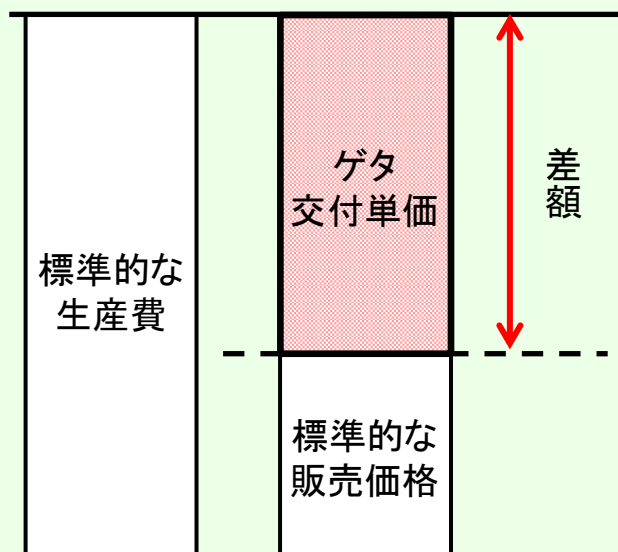 標準的な
生産費
ゲタ
交付単価
標準的な
販売価格
差額